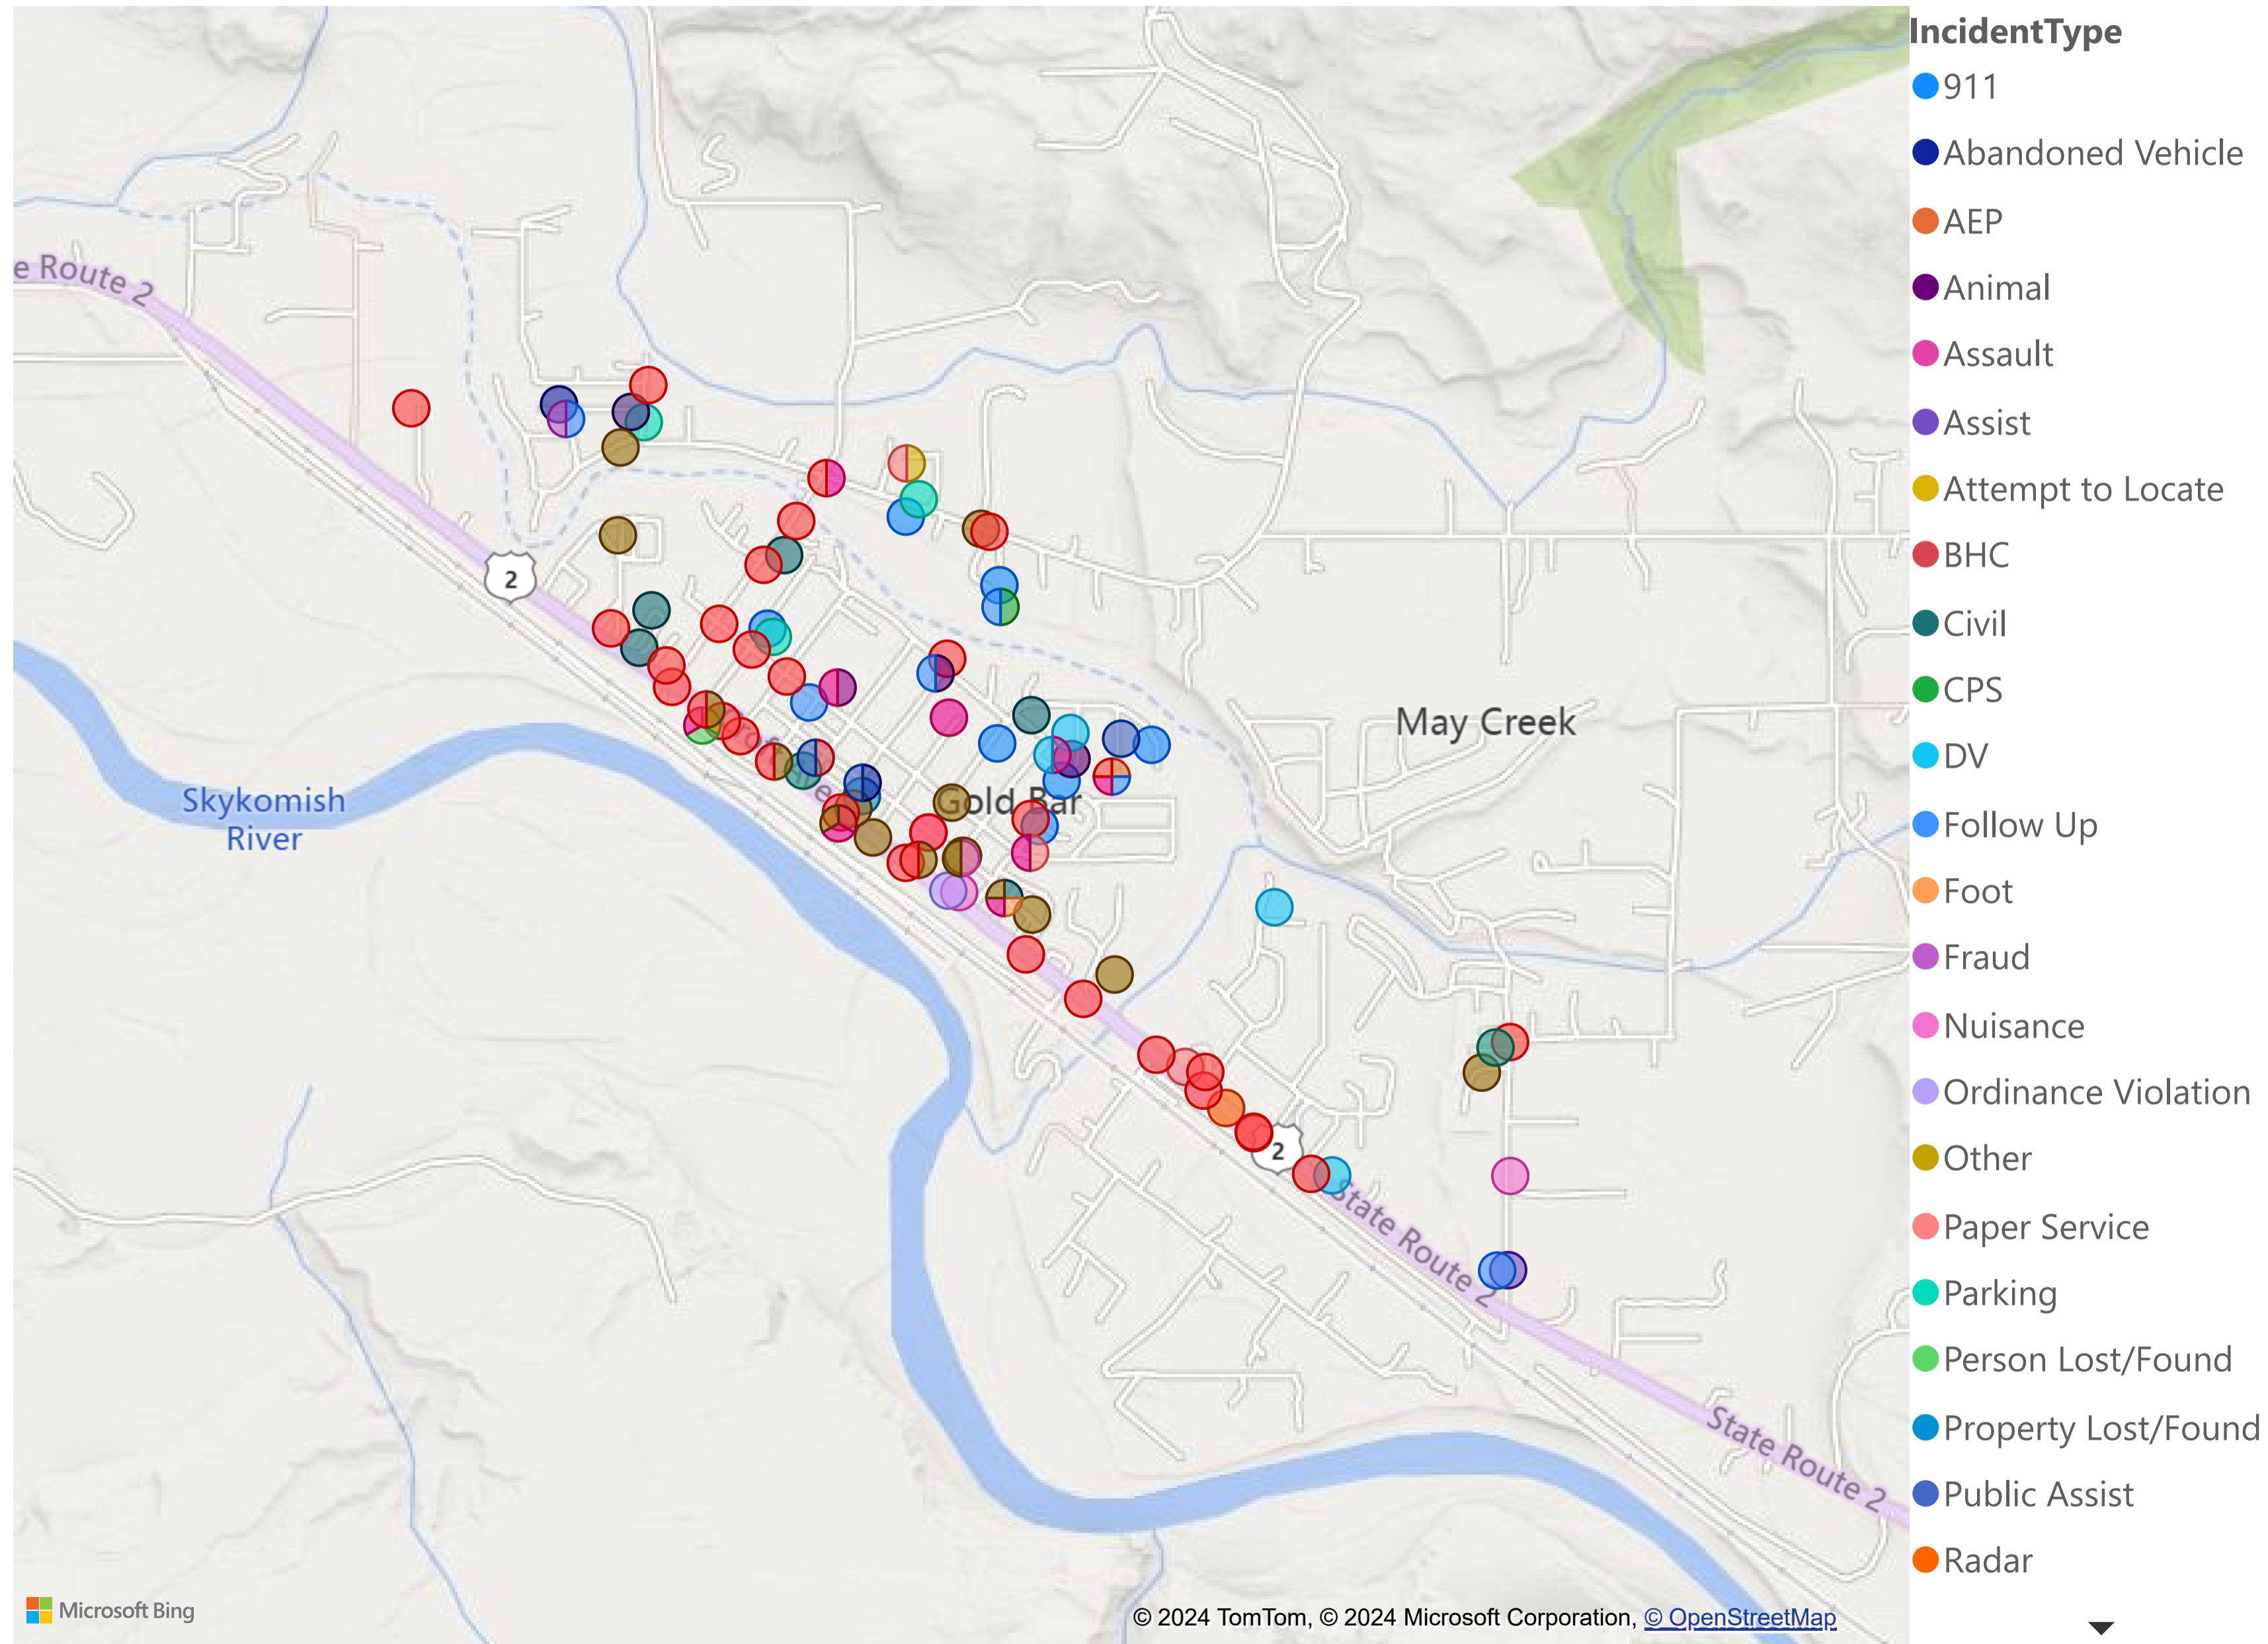 IncidentType
911
Abandoned Vehicle
AEP
Animal
Assault
Assist
Attempt to Locate
BHC
Civil
CPS
DV
Follow Up
Foot
Fraud
Nuisance
Ordinance Violation
Other
Paper Service
Parking
Person Lost/Found
Property Lost/Found
Public Assist
Radar
e Route 2
2
May Creek
Skykomish
River
Gold Bar
2
State Route 2
State Route 2
Microsoft Bing
© 2024 TomTom, © 2024 Microsoft Corporation, © OpenStreetMap